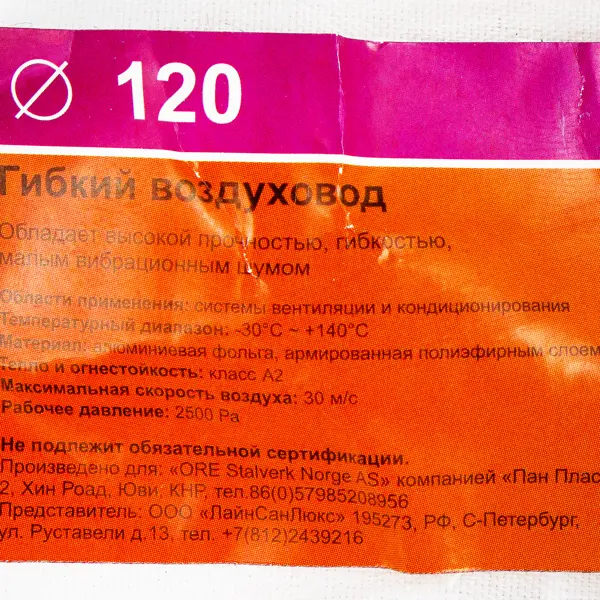 ⌀ 120
Гибкий воздуховод
Обладает высокой прочностью, гибкостью,
малым вибрационным шумом
Области применения: системы вентиляции и кондиционирования
Температурный диапазон: -30°C ~ +140°C
Материал: алюминиевая фольга, армированная полиэфирным слоем
Тепло и огнестойкость: класс А2
Максимальная скорость воздуха: 30 м/с
Рабочее давление: 2500 Pa
Не подлежит обязательной сертификации.
Произведено для: «ORE Stalverk Norge AS» компанией «Пан Плас
2, Хин Роад, Юви, КНР, тел.86(0)57985208956
Представитель: ООО «ЛайнСанЛюкс» 195273, РФ, С-Петербург,
ул. Руставели д.13, тел. +7(812)2439216